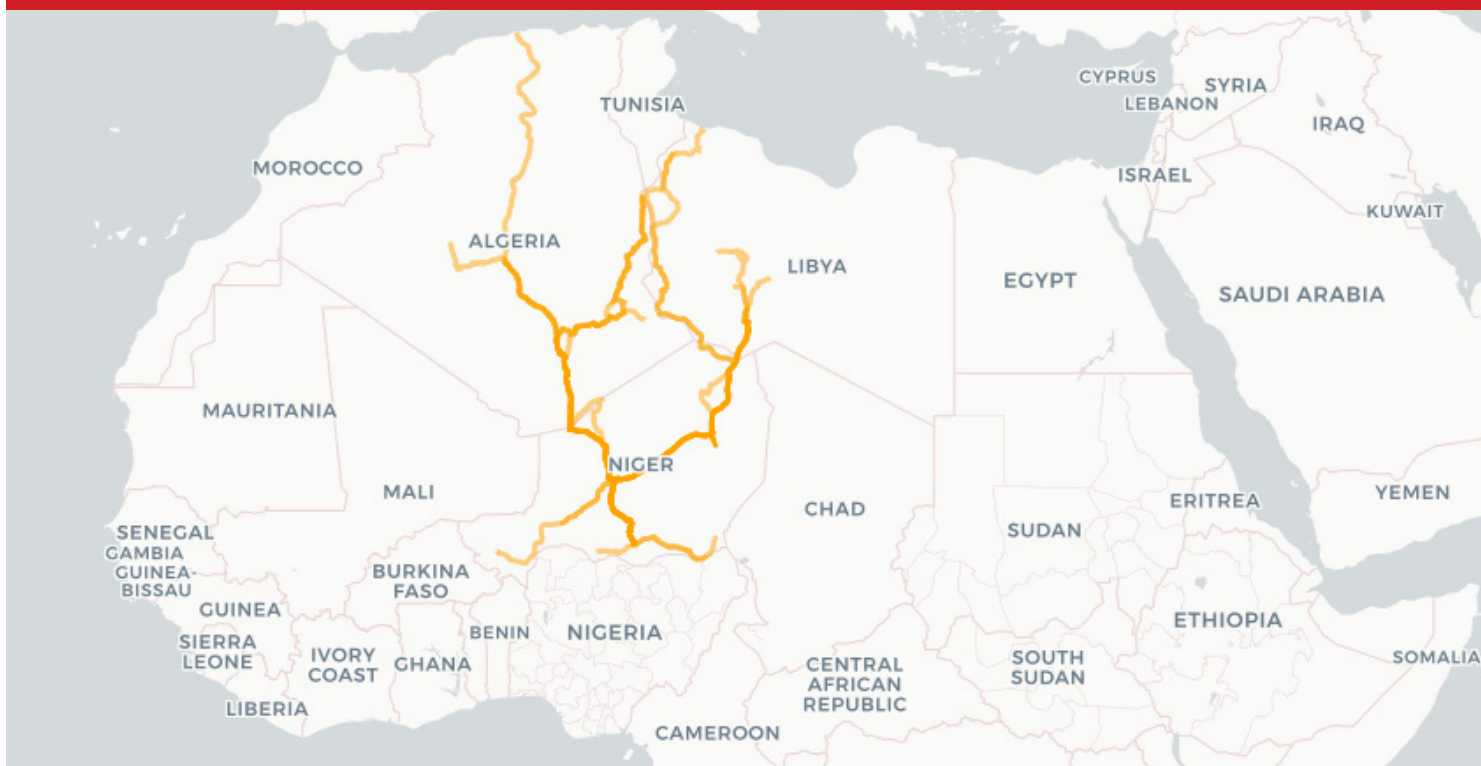 CYPRUS
SYRIA
LEBANON
TUNISIA
IRAQ
MOROCCO
ISRAEL
KUWAIT
ALGERIA
LIBYA
EGYPT
SAUDI ARABIA
MAURITANIA
NIGER
MALI
YEMEN
ERITREA
CHAD
SUDAN
SENEGAL
GAMBIA
GUINEA-
BISSAU
BURKINA
FASO
GUINEA
ETHIOPIA
BENIN
NIGERIA
SIERRA
LEONE
IVORY
COAST
GHANA
CENTRAL
AFRICAN
REPUBLIC
SOUTH
SUDAN
SOMALIA
LIBERIA
CAMEROON